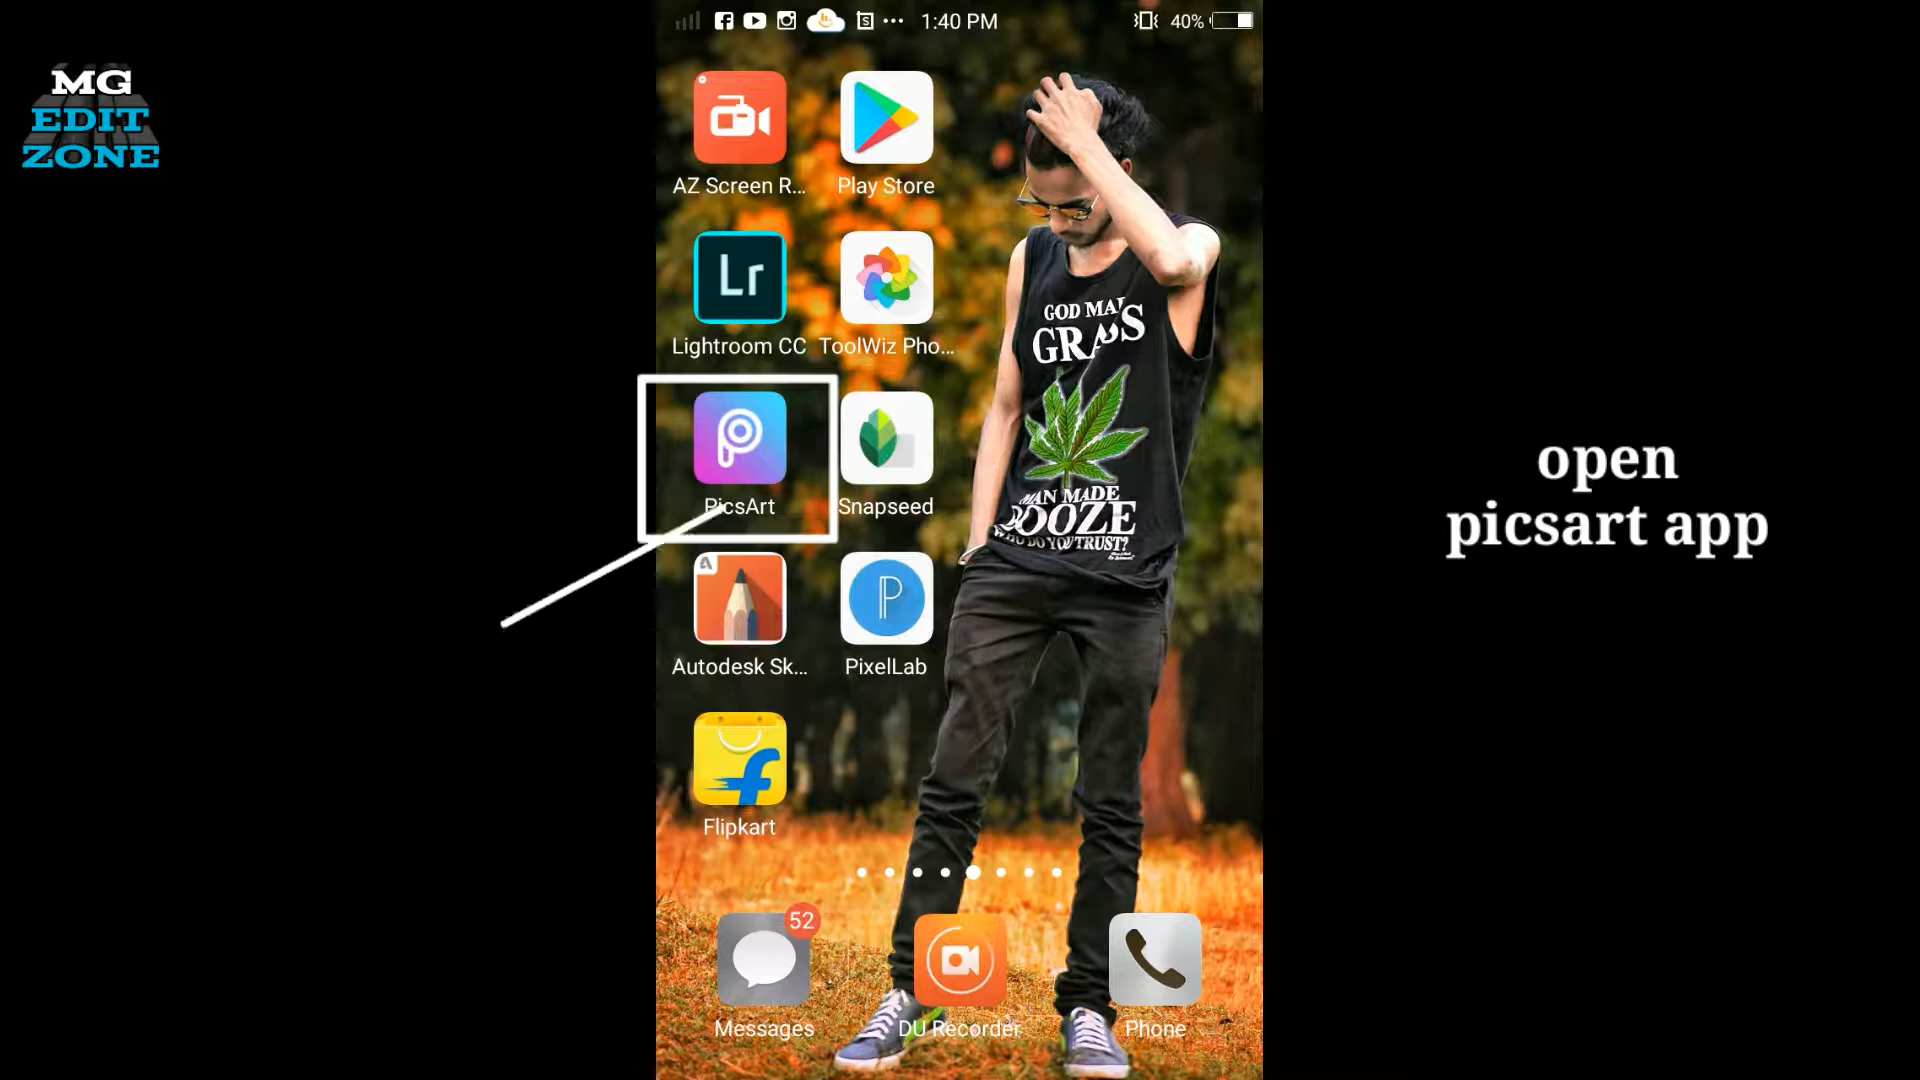 1:40 PM
40%
MG
EDIT
ZONE
AZ Screen R...
Play Store
Lr
Lightroom CC
ToolWiz Pho...
GOD MA
GRASS
PicsArt
Snapseed
MAN MADE
BOOZE
WHO DO YOU TRUST?
open
picsart app
Autodesk Sk...
PixelLab
Flipkart
52
Messages
DU Recorder
Phone